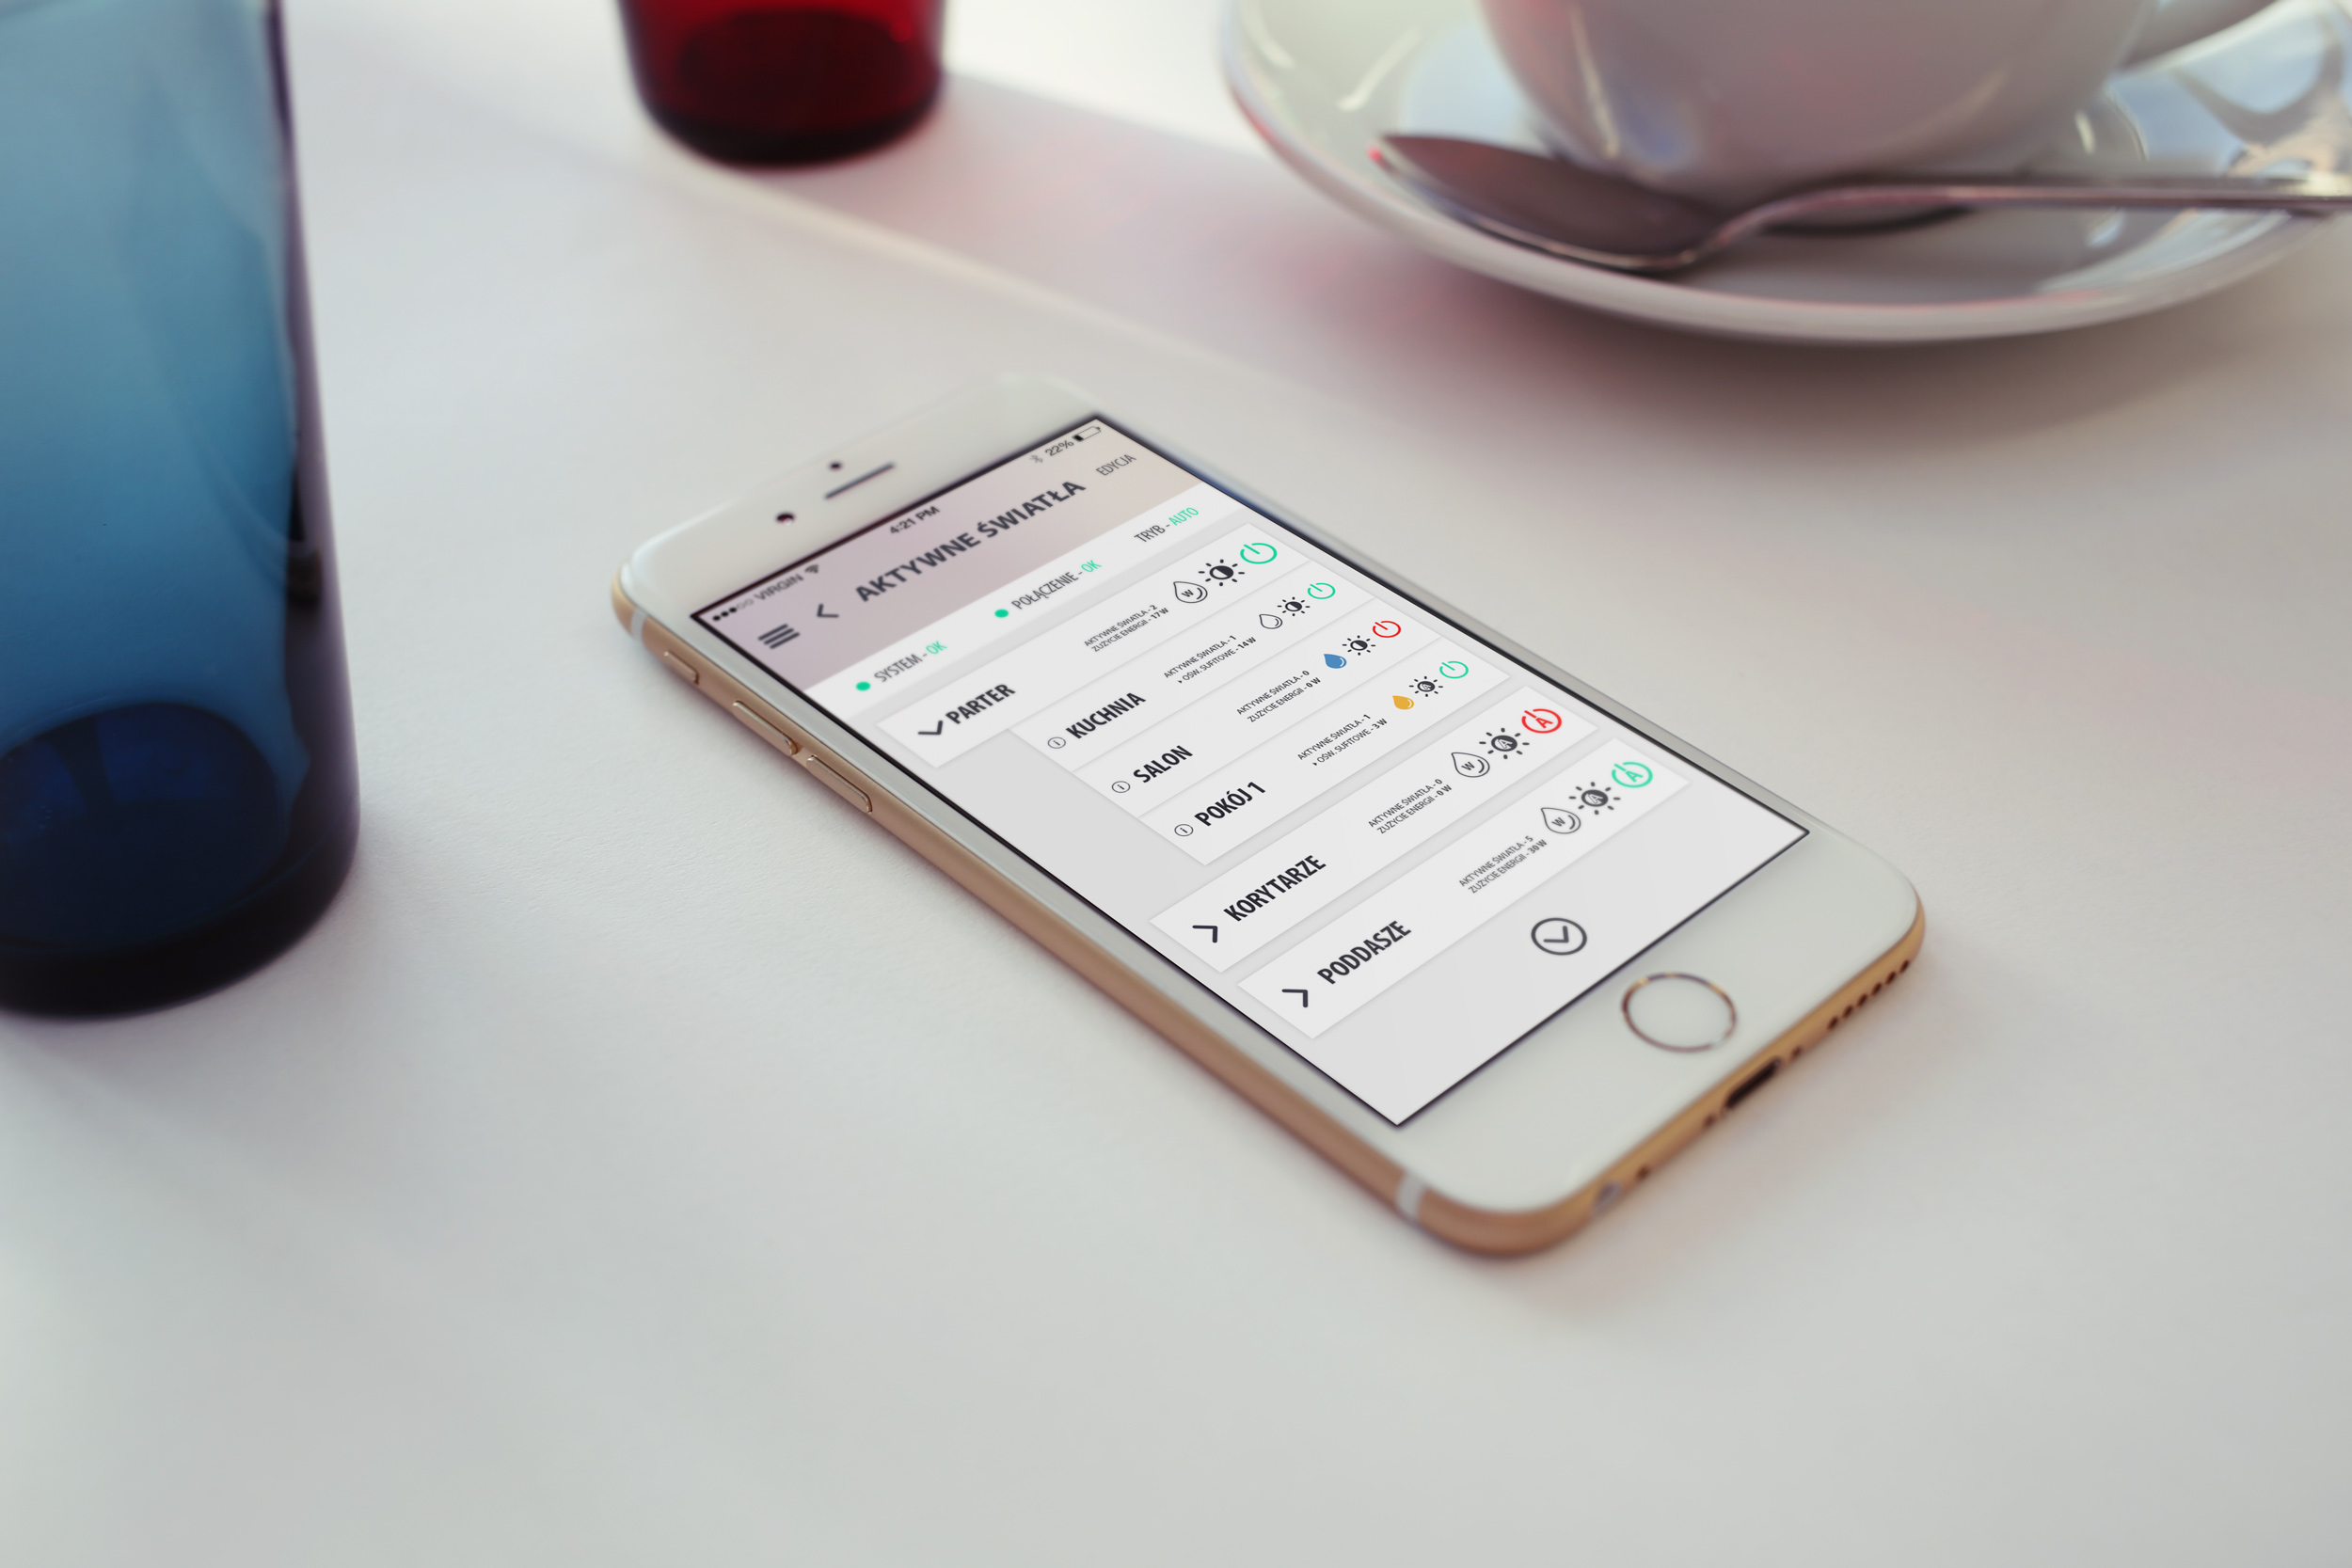 VIRGIN 4:21 PM 22%
AKTYWNE ŚWIATŁA EDYCJA
SYSTEM - OK POŁĄCZENIE - OK TRYB - AUTO
PARTER
AKTYWNE ŚWIATŁA - 2
ZUŻYCIE ENERGII - 17 W
W
KUCHNIA
AKTYWNE ŚWIATŁA - 1
OŚW. SUFITOWE - 14 W
SALON
AKTYWNE ŚWIATŁA - 0
ZUŻYCIE ENERGII - 0 W
POKÓJ 1
AKTYWNE ŚWIATŁA - 1
OŚW. SUFITOWE - 3 W
KORYTARZE
AKTYWNE ŚWIATŁA - 0
ZUŻYCIE ENERGII - 0 W
W A A
PODDASZE
AKTYWNE ŚWIATŁA - 5
ZUŻYCIE ENERGII - 30 W
W A A